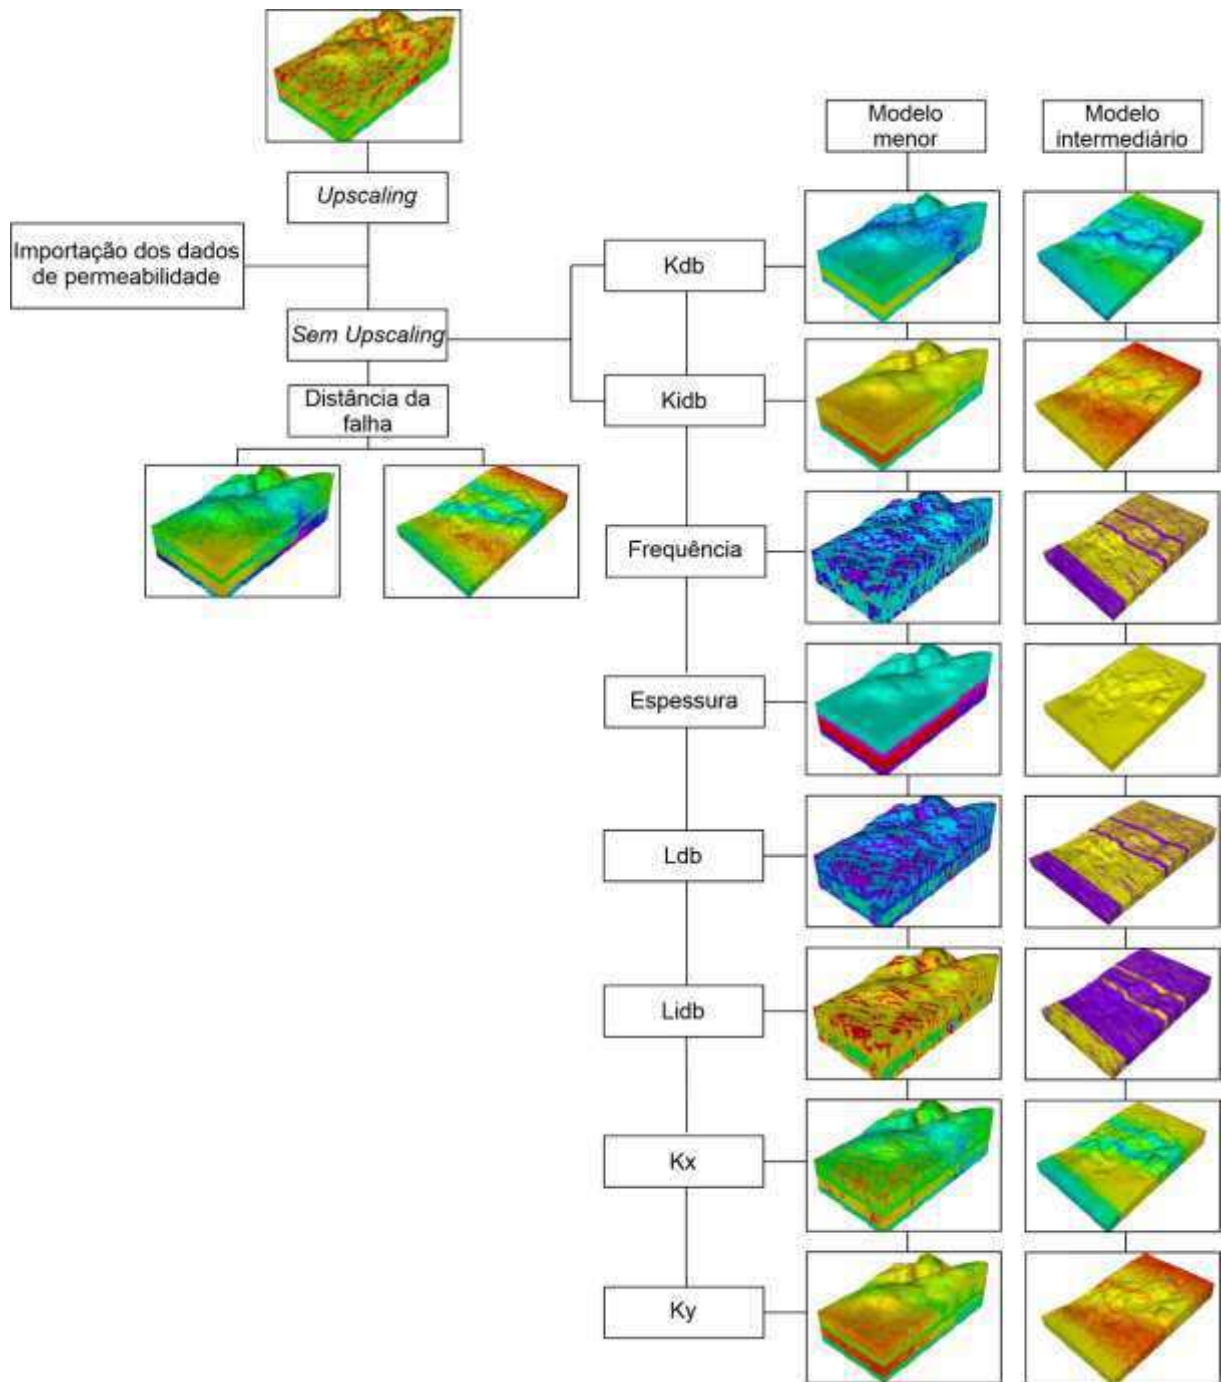 Upscaling
Importação dos dados
de permeabilidade
Sem Upscaling
Distância da
falha
Modelo
menor
Modelo
intermediário
Kdb
Kidb
Frequência
Espessura
Ldb
Lidb
Kx
Ky